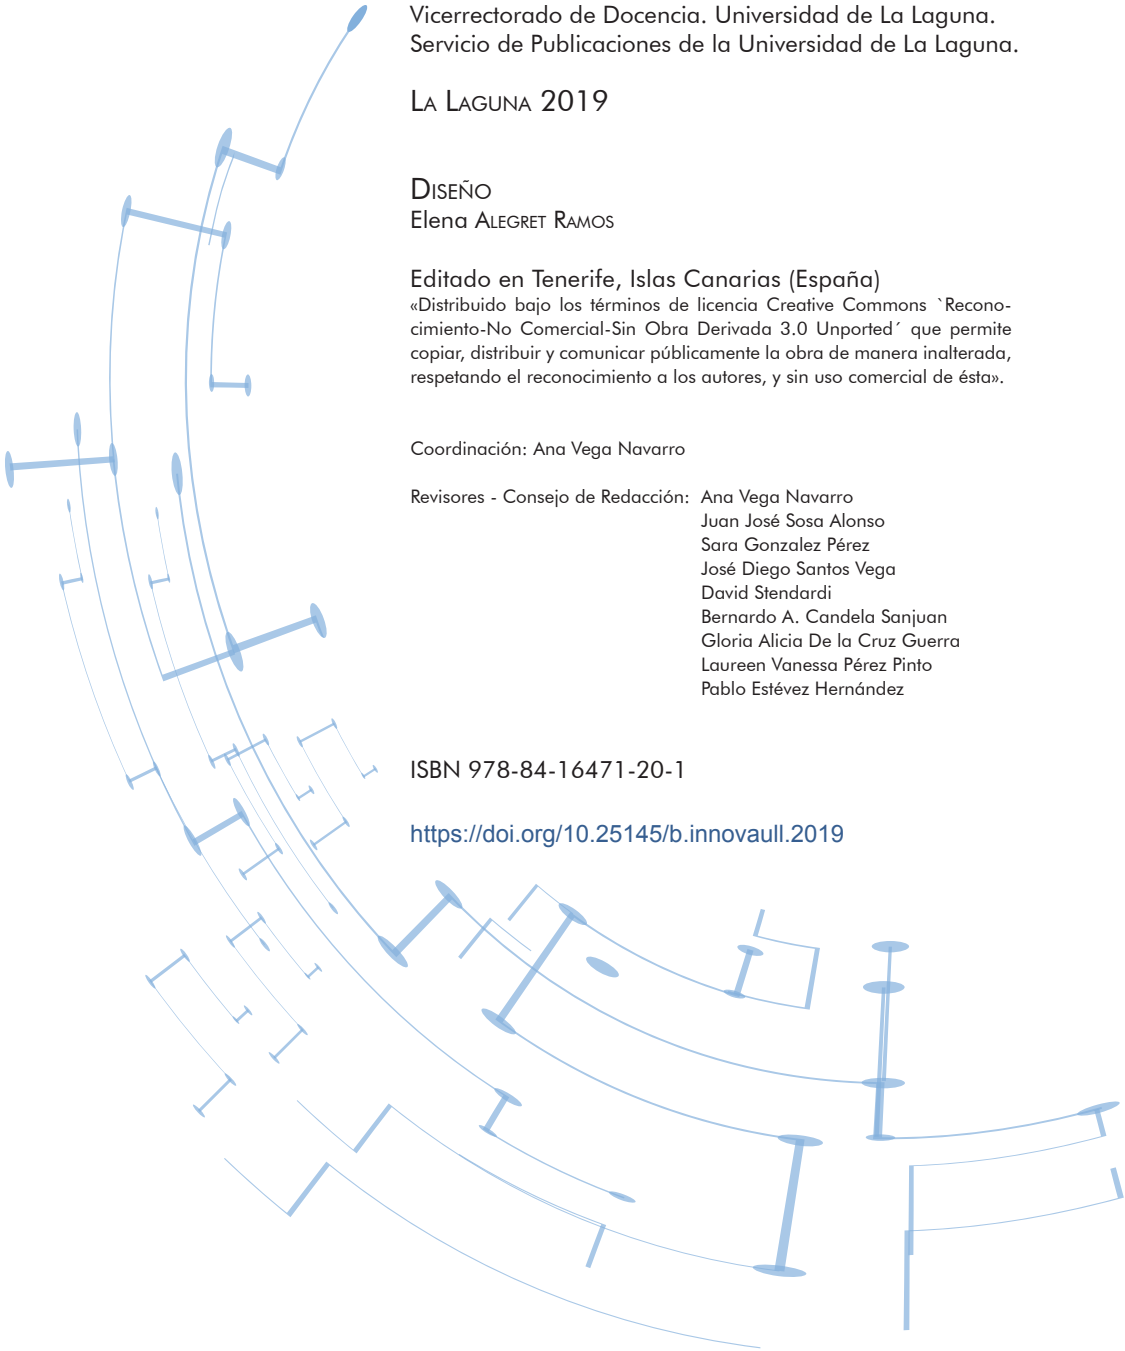 Vicerrectorado de Docencia. Universidad de La Laguna.
Servicio de Publicaciones de la Universidad de La Laguna.
La Laguna 2019
Diseño
Elena Alegret Ramos
Editado en Tenerife, Islas Canarias (España)
«Distribuido bajo los términos de licencia Creative Commons `Recono-
cimiento-No Comercial-Sin Obra Derivada 3.0 Unported´ que permite
copiar, distribuir y comunicar públicamente la obra de manera inalterada,
respetando el reconocimiento a los autores, y sin uso comercial de ésta».
Coordinación: Ana Vega Navarro
Revisores - Consejo de Redacción: Ana Vega Navarro
Juan José Sosa Alonso
Sara Gonzalez Pérez
José Diego Santos Vega
David Stendardi
Bernardo A. Candela Sanjuan
Gloria Alicia De la Cruz Guerra
Laureen Vanessa Pérez Pinto
Pablo Estévez Hernández
ISBN 978-84-16471-20-1
https://doi.org/10.25145/b.innovaull.2019